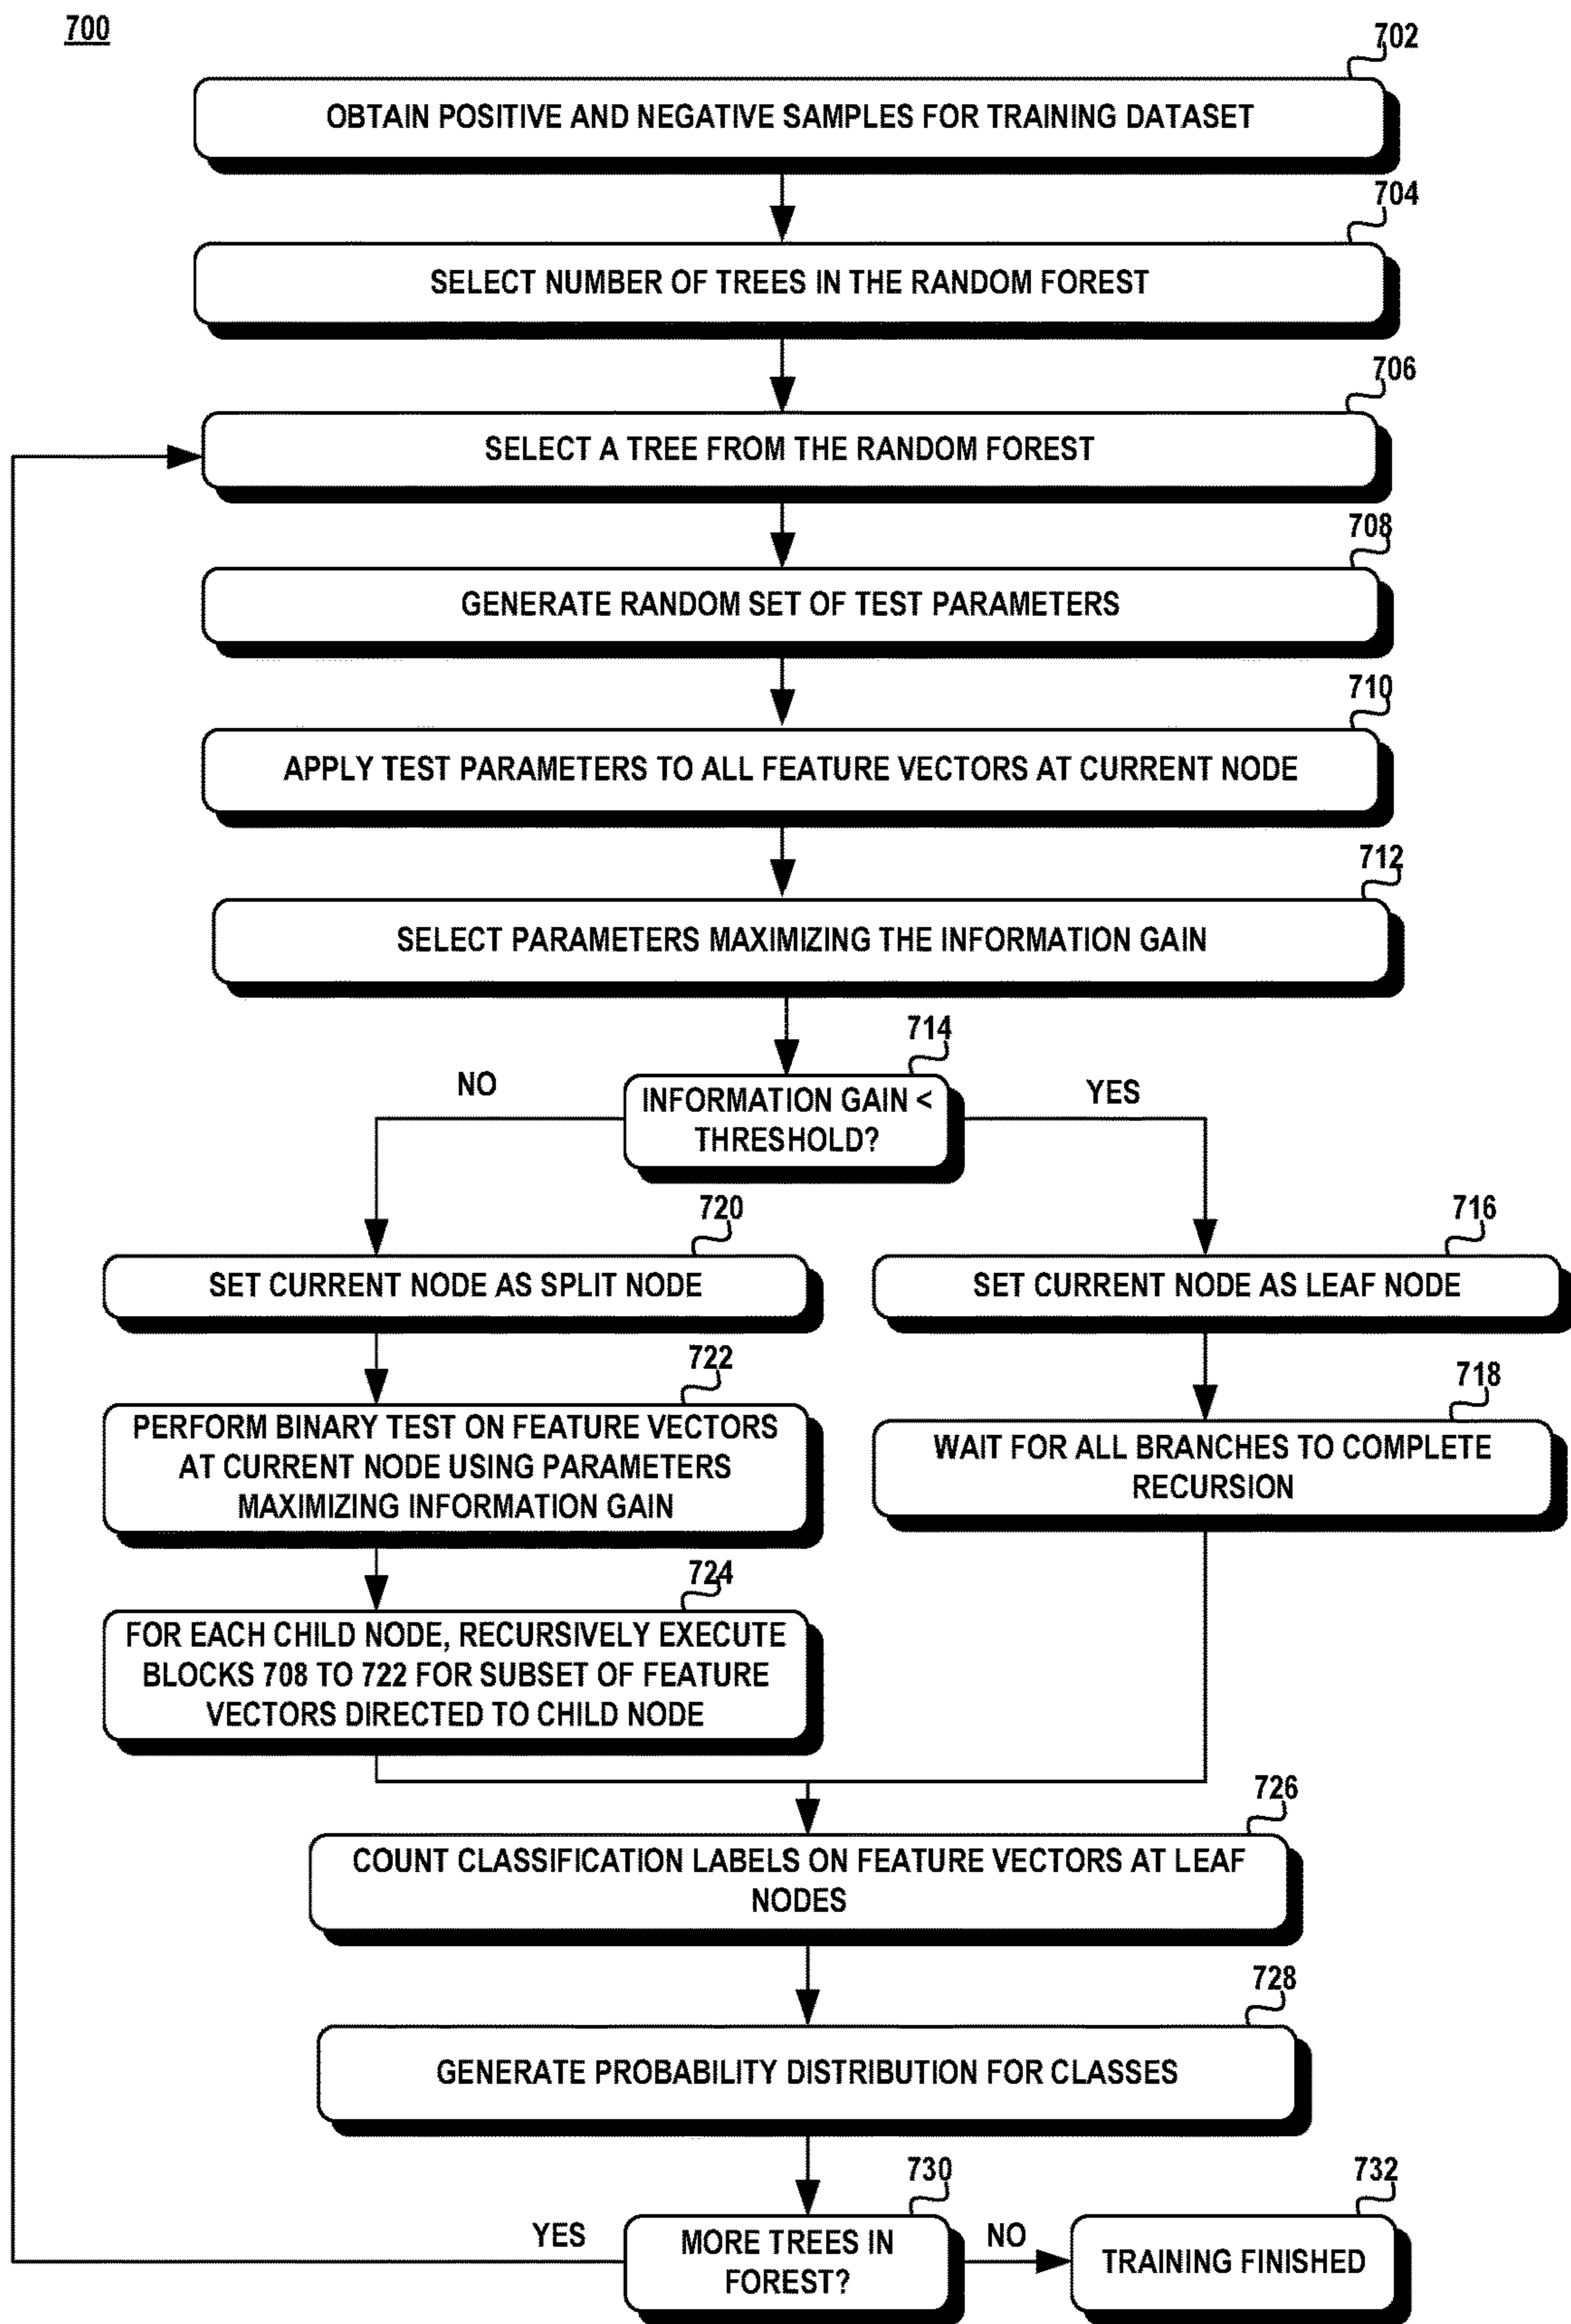 700
702
OBTAIN POSITIVE AND NEGATIVE SAMPLES FOR TRAINING DATASET
704
SELECT NUMBER OF TREES IN THE RANDOM FOREST
706
SELECT A TREE FROM THE RANDOM FOREST
708
GENERATE RANDOM SET OF TEST PARAMETERS
710
APPLY TEST PARAMETERS TO ALL FEATURE VECTORS AT CURRENT NODE
712
SELECT PARAMETERS MAXIMIZING THE INFORMATION GAIN
714
INFORMATION GAIN <
THRESHOLD?
NO
YES
720
SET CURRENT NODE AS SPLIT NODE
716
SET CURRENT NODE AS LEAF NODE
722
PERFORM BINARY TEST ON FEATURE VECTORS
AT CURRENT NODE USING PARAMETERS
MAXIMIZING INFORMATION GAIN
718
WAIT FOR ALL BRANCHES TO COMPLETE
RECURSION
724
FOR EACH CHILD NODE, RECURSIVELY EXECUTE
BLOCKS 708 TO 722 FOR SUBSET OF FEATURE
VECTORS DIRECTED TO CHILD NODE
726
COUNT CLASSIFICATION LABELS ON FEATURE VECTORS AT LEAF
NODES
728
GENERATE PROBABILITY DISTRIBUTION FOR CLASSES
730
MORE TREES IN
FOREST?
YES
NO
732
TRAINING FINISHED